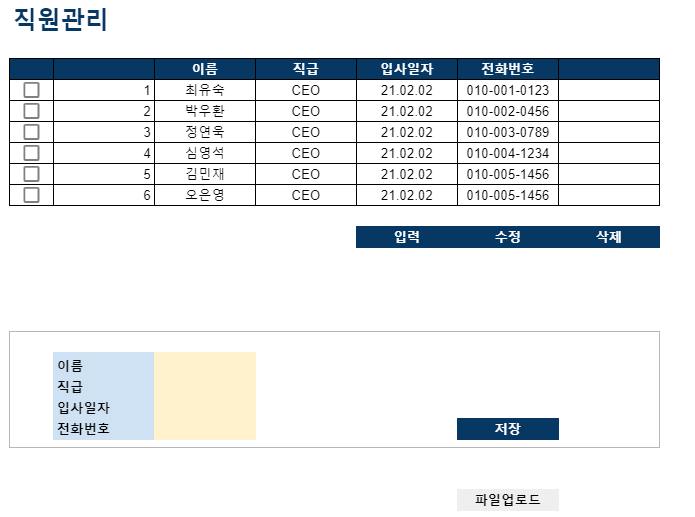 직원관리
이름 직급 입사일자 전화번호
1 최유숙 CEO 21.02.02 010-001-0123
2 박우환 CEO 21.02.02 010-002-0456
3 정연욱 CEO 21.02.02 010-003-0789
4 심영석 CEO 21.02.02 010-004-1234
5 김민재 CEO 21.02.02 010-005-1456
6 오은영 CEO 21.02.02 010-005-1456
입력 수정 삭제
이름
직급
입사일자
전화번호 저장
파일업로드